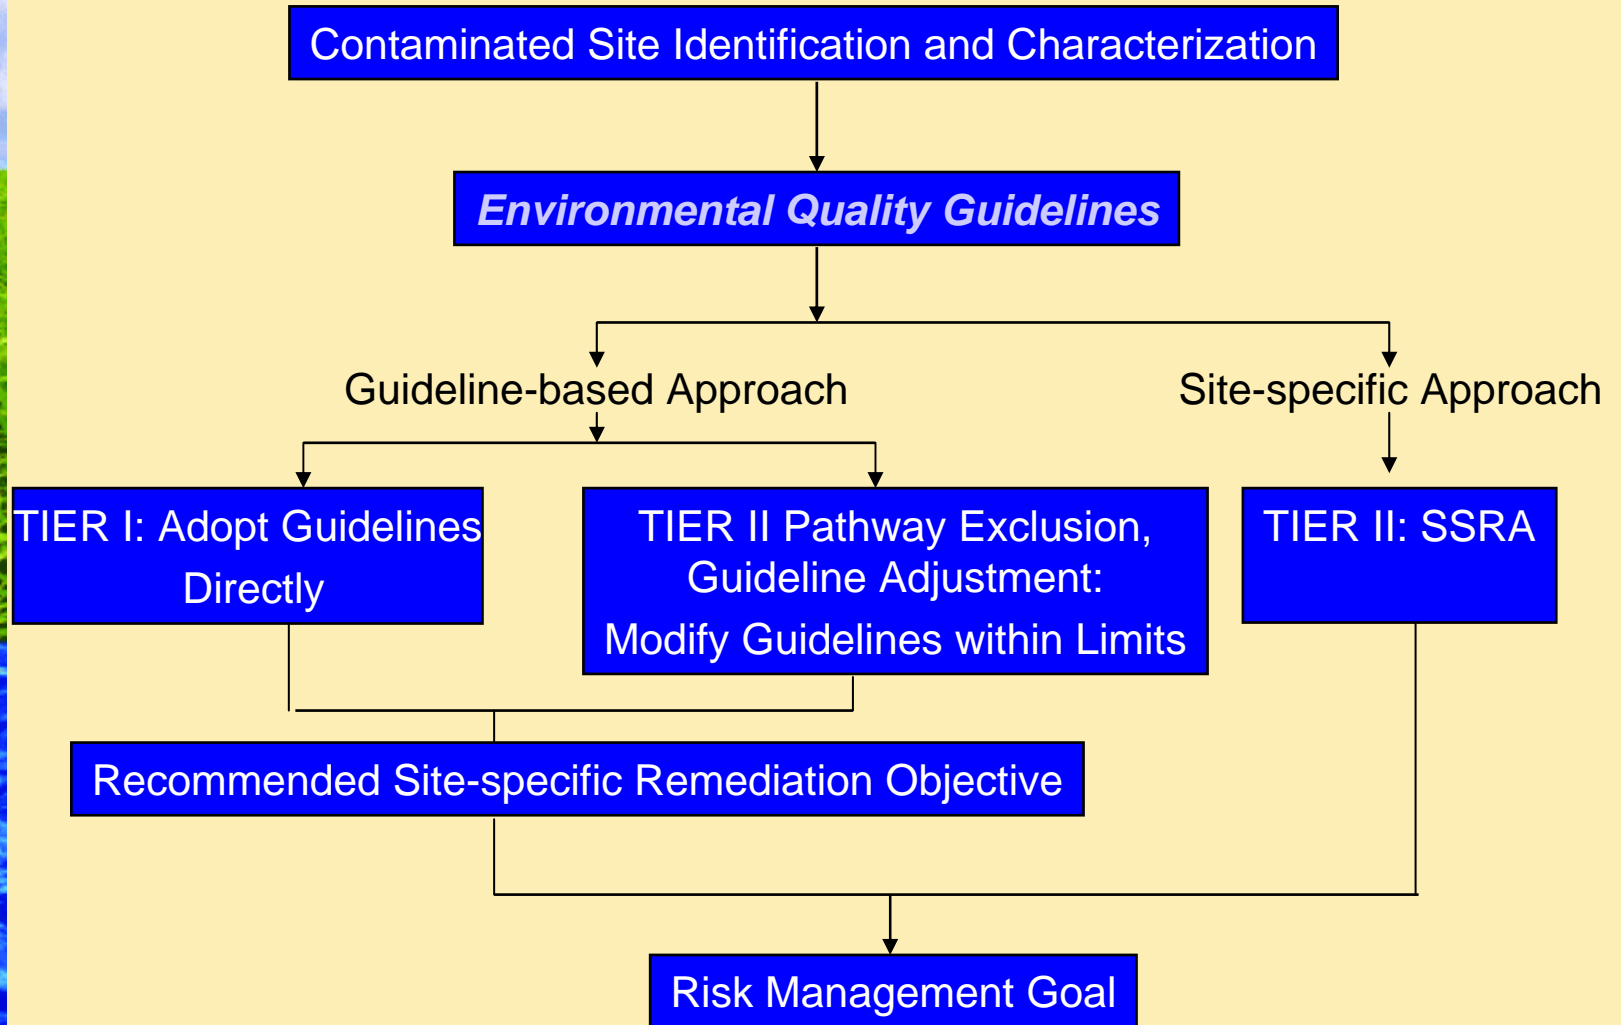 Contaminated Site Identification and Characterization
Environmental Quality Guidelines
Guideline-based Approach
Site-specific Approach
TIER I: Adopt Guidelines
Directly
TIER II Pathway Exclusion,
Guideline Adjustment:
Modify Guidelines within Limits
TIER II: SSRA
Recommended Site-specific Remediation Objective
Risk Management Goal